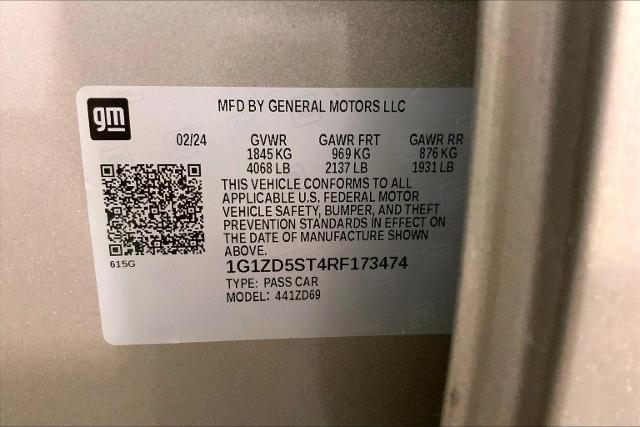 gm
MFD BY GENERAL MOTORS LLC
02/24 GVWR GAWR FRT GAWR RR
1845 KG 969 KG 876 KG
4068 LB 2137 LB 1931 LB
THIS VEHICLE CONFORMS TO ALL
APPLICABLE U.S. FEDERAL MOTOR
VEHICLE SAFETY, BUMPER, AND THEFT
PREVENTION STANDARDS IN EFFECT ON
THE DATE OF MANUFACTURE SHOWN
ABOVE.
615G
1G1ZD5ST4RF173474
TYPE: PASS CAR
MODEL: 441ZD69